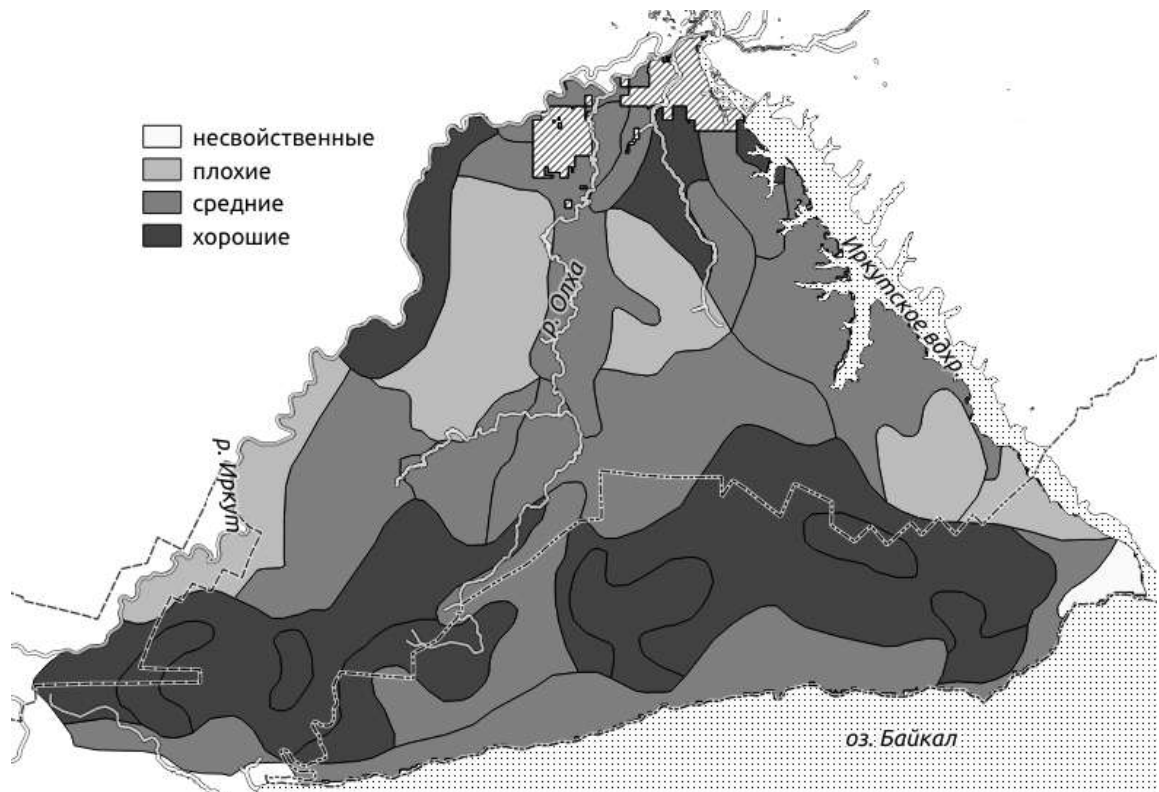 несвойственные
плохие
средние
хорошие
р. Олха
Иркутское вдхр.
р. Иркут
оз. Байкал